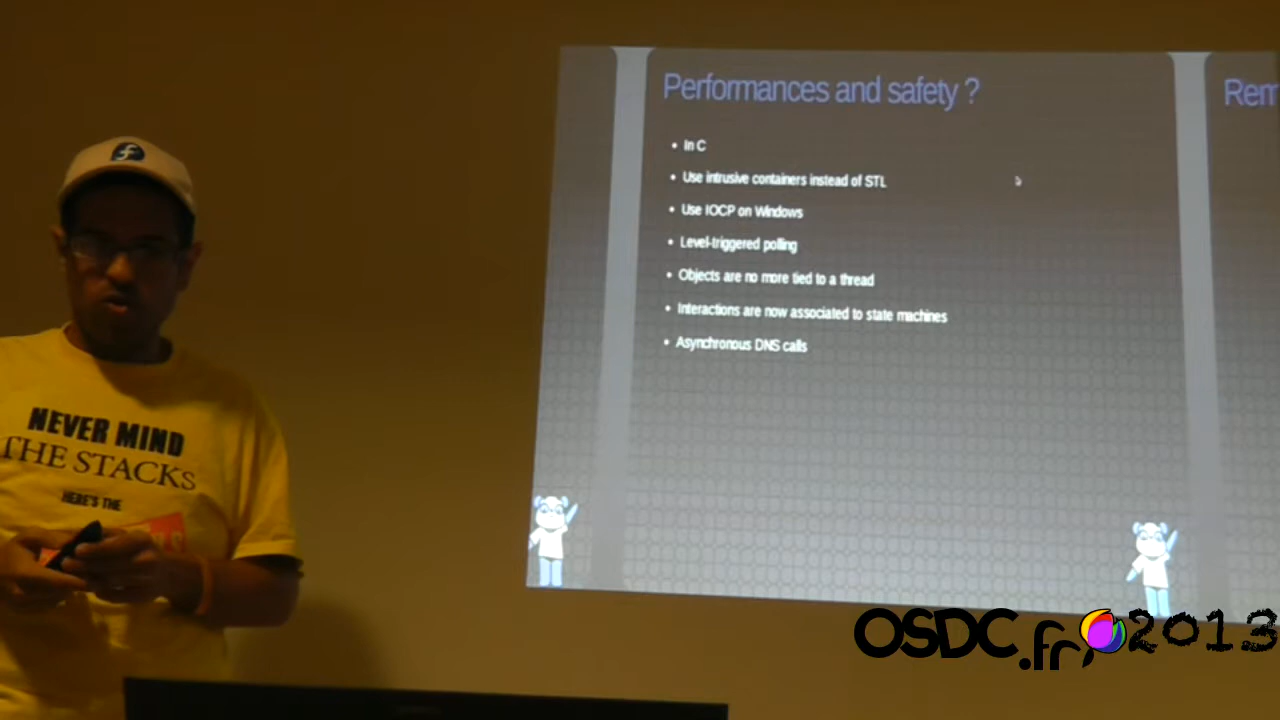 Performances and safety ?
• In C
• Use intrusive containers instead of STL
• Use IOCP on Windows
• Level-triggered polling
• Objects are no more tied to a thread
• Interactions are now associated to state machines
• Asynchronous DNS calls
Rem
NEVER MIND
THE STACKS
HERE'S THE
OSDC.fr 2013